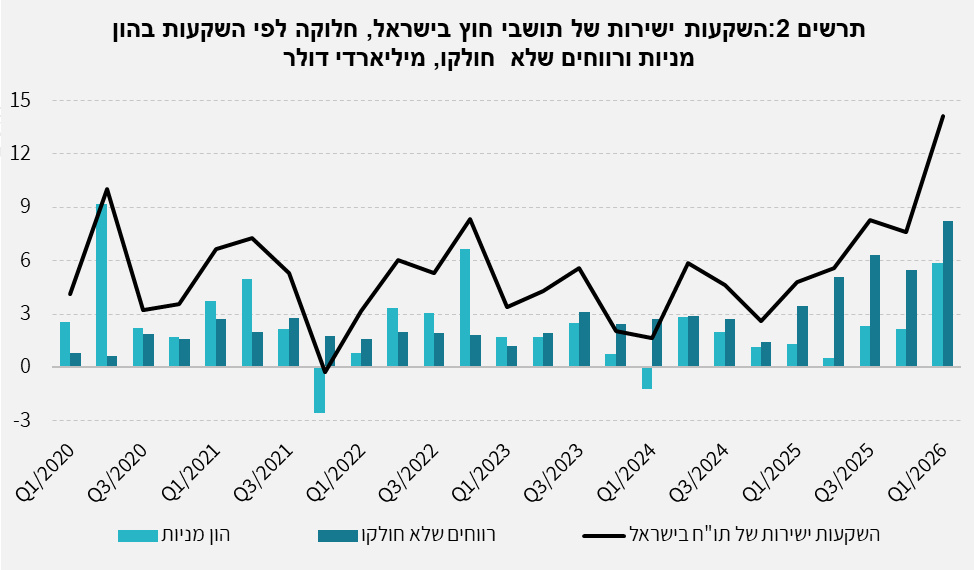 תרשים 2:השקעות ישירות של תושבי חוץ בישראל, חלוקה לפי השקעות בהון
מניות ורווחים שלא חולקו, מיליארדי דולר
15
12
9
6
3
0
-3
Q1/2020
Q3/2020
Q1/2021
Q3/2021
Q1/2022
Q3/2022
Q1/2023
Q3/2023
Q1/2024
Q3/2024
Q1/2025
Q3/2025
Q1/2026
הון מניות
רווחים שלא חולקו
השקעות ישירות של תו"ח בישראל